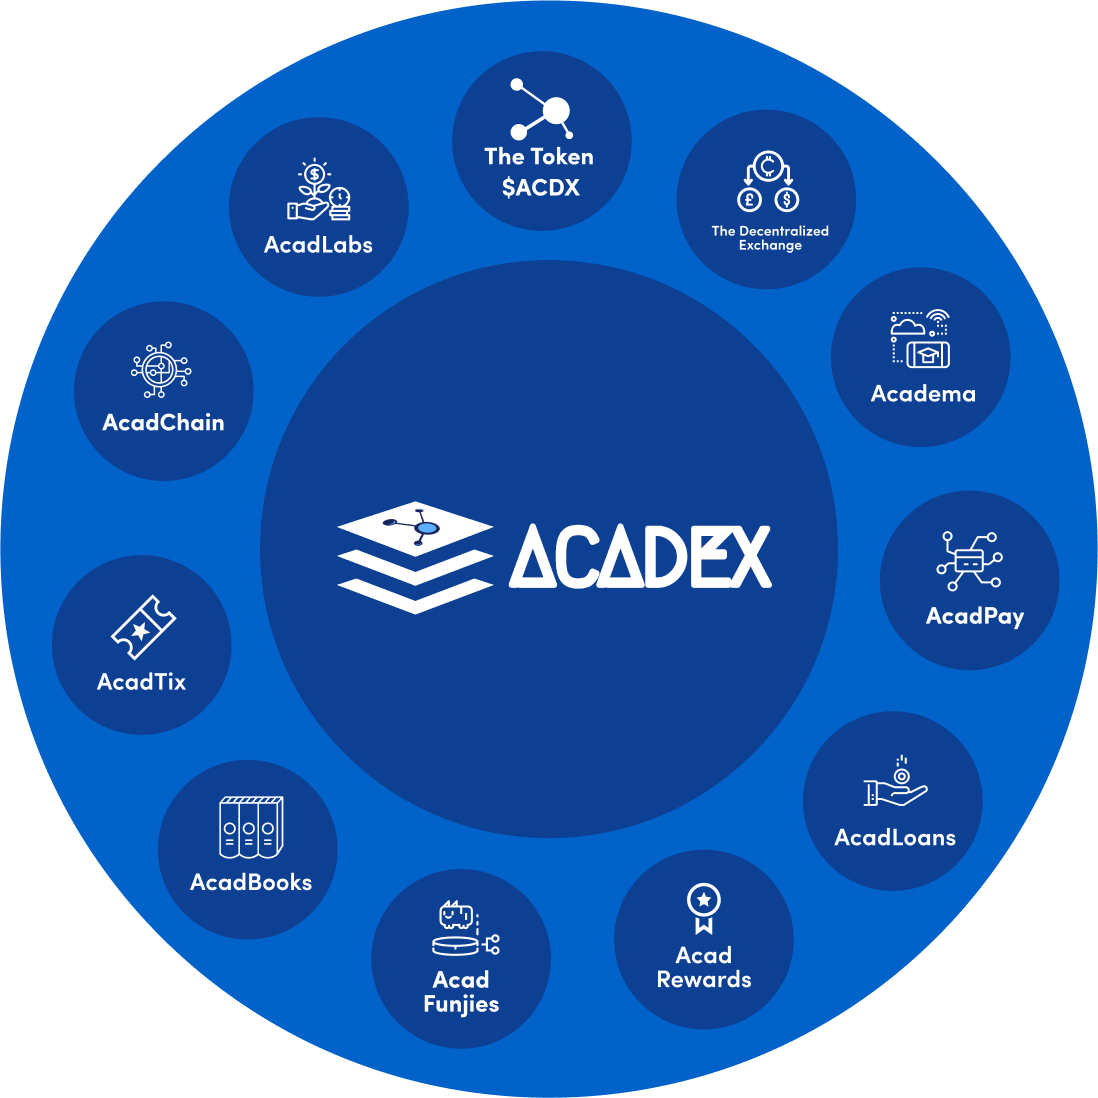 The Token
$ACDX
The Decentralized
Exchange
Academa
AcadPay
AcadLoans
Acad
Rewards
Acad
Funjies
AcadBooks
AcadTix
AcadChain
AcadLabs
ACADEX